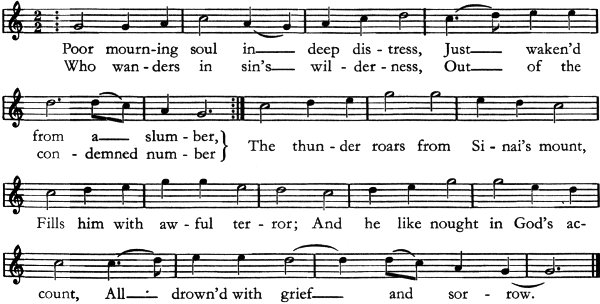 2 2
Poor mourn-ing soul in deep dis-tress, Just waken'd
Who wan-ders in sin's wil-der-ness, Out of the
from a slum-ber,
con-demned num-ber } The thun-der roars from Si-nai's mount,
Fills him with aw-ful ter-ror; And he like nought in God's ac-
count, All drown'd with grief and sor-row.